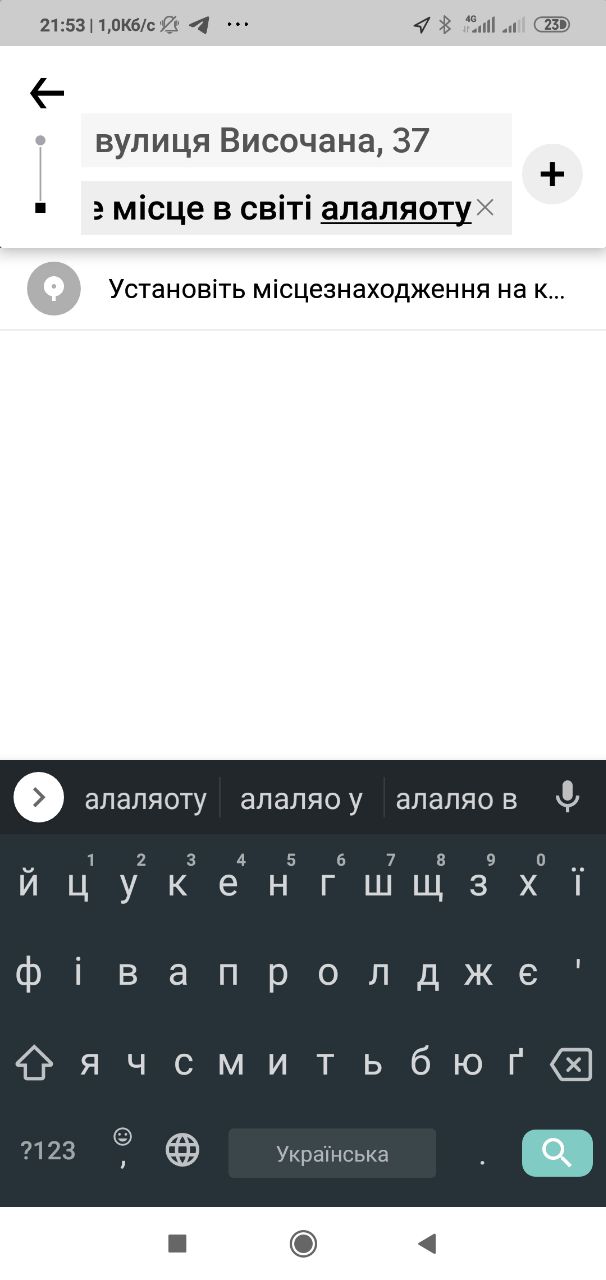 21:53 | 1,0Кб/с ...
4G 23
вулиця Височана, 37
е місце в світі алаляоту
Установіть місцезнаходження на к...
алаляоту алаляо у алаляо в
1 2 3 4 5 6 7 8 9 0
й ц у к е н г ш щ з х ї
ф і в а п р о л д ж є '
я ч с м и т ь б ю ґ
?123 , Українська .